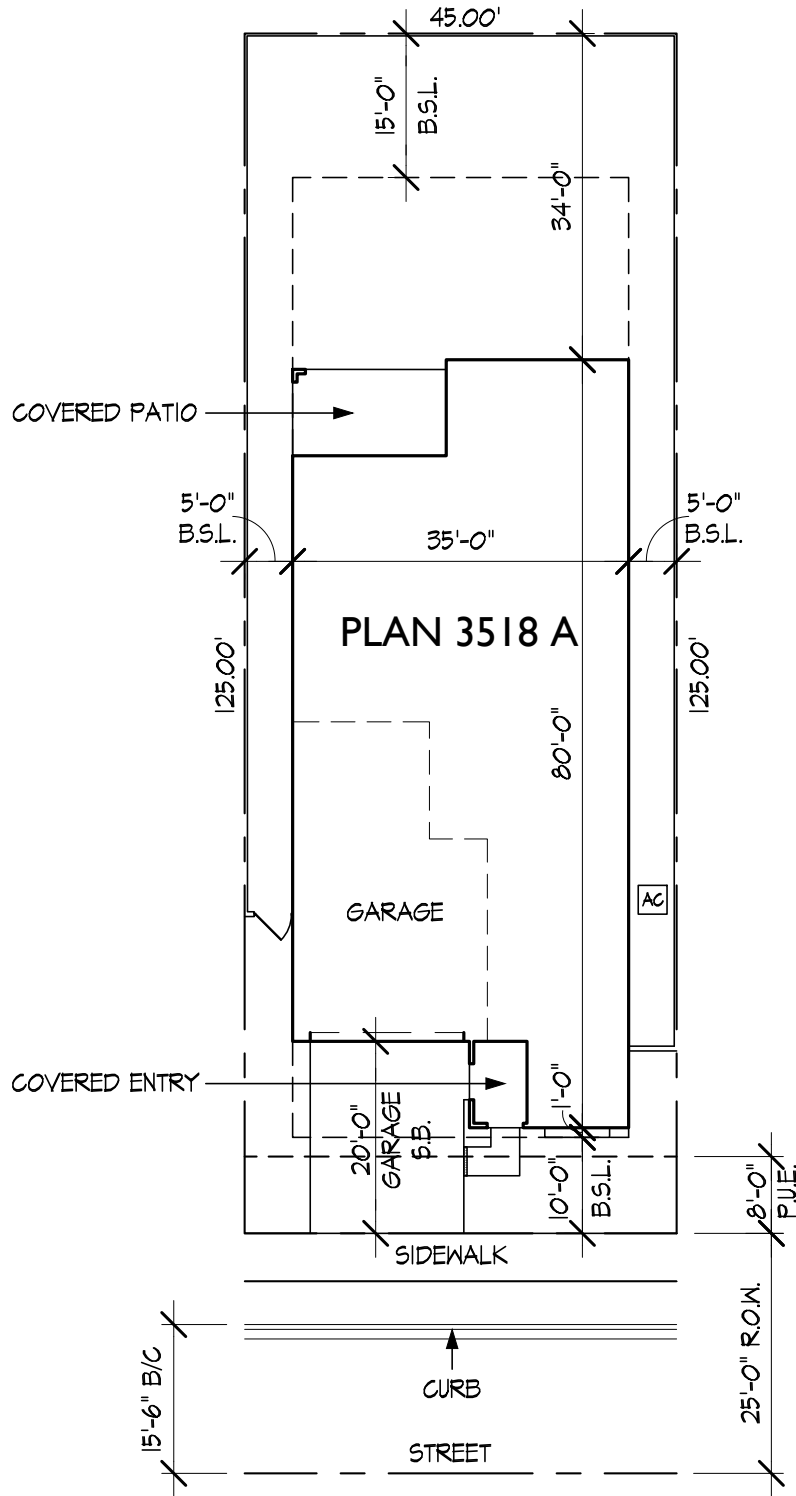 45.00'
15'-0"
B.S.L.
34'-0"
COVERED PATIO
5'-0"
B.S.L.
35'-0"
5'-0"
B.S.L.
PLAN 3518 A
125.00'
125.00'
80'-0"
AC
GARAGE
COVERED ENTRY
1'-0"
20'-0"
GARAGE
S.B.
10'-0"
B.S.L.
8'-0"
P.U.E.
SIDEWALK
25'-0" R.O.W.
15'-6" B/C
CURB
STREET